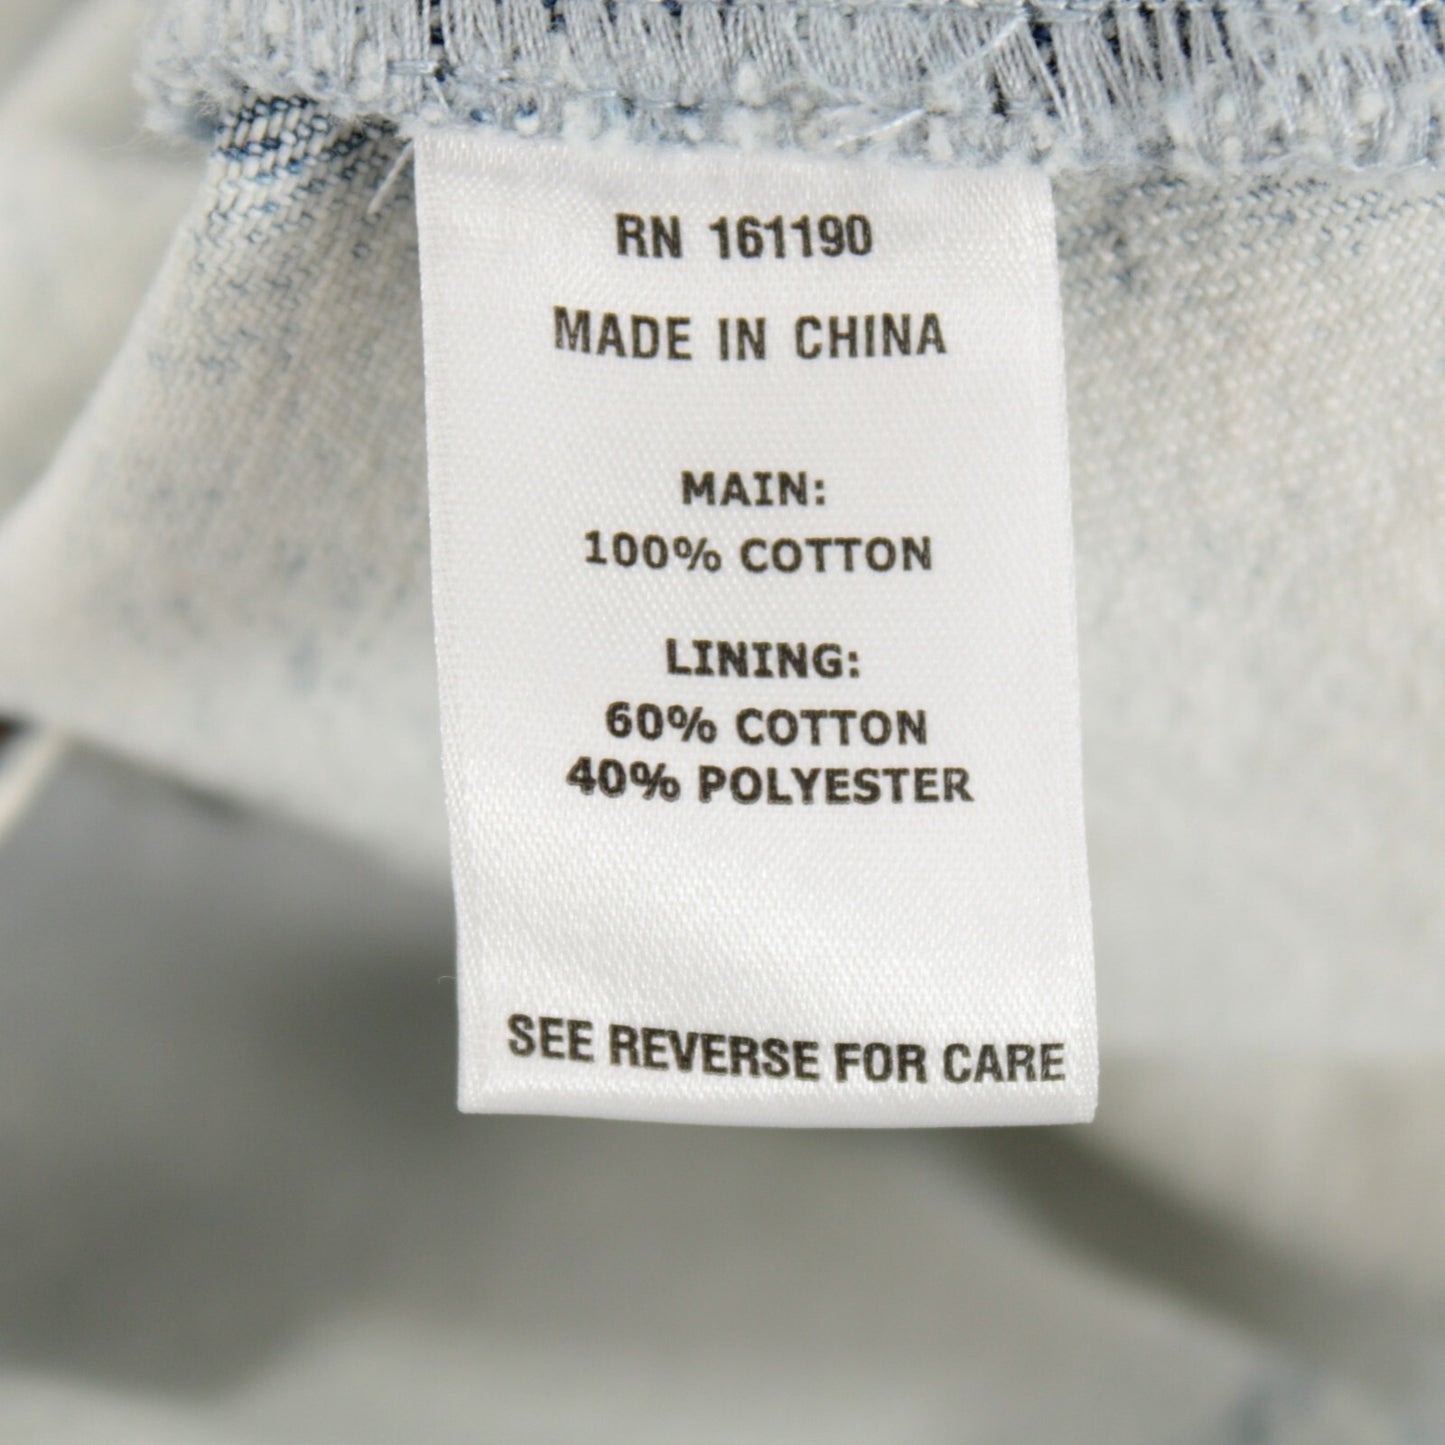 RN 161190
MADE IN CHINA
MAIN:
100% COTTON
LINING:
60% COTTON
40% POLYESTER
SEE REVERSE FOR CARE